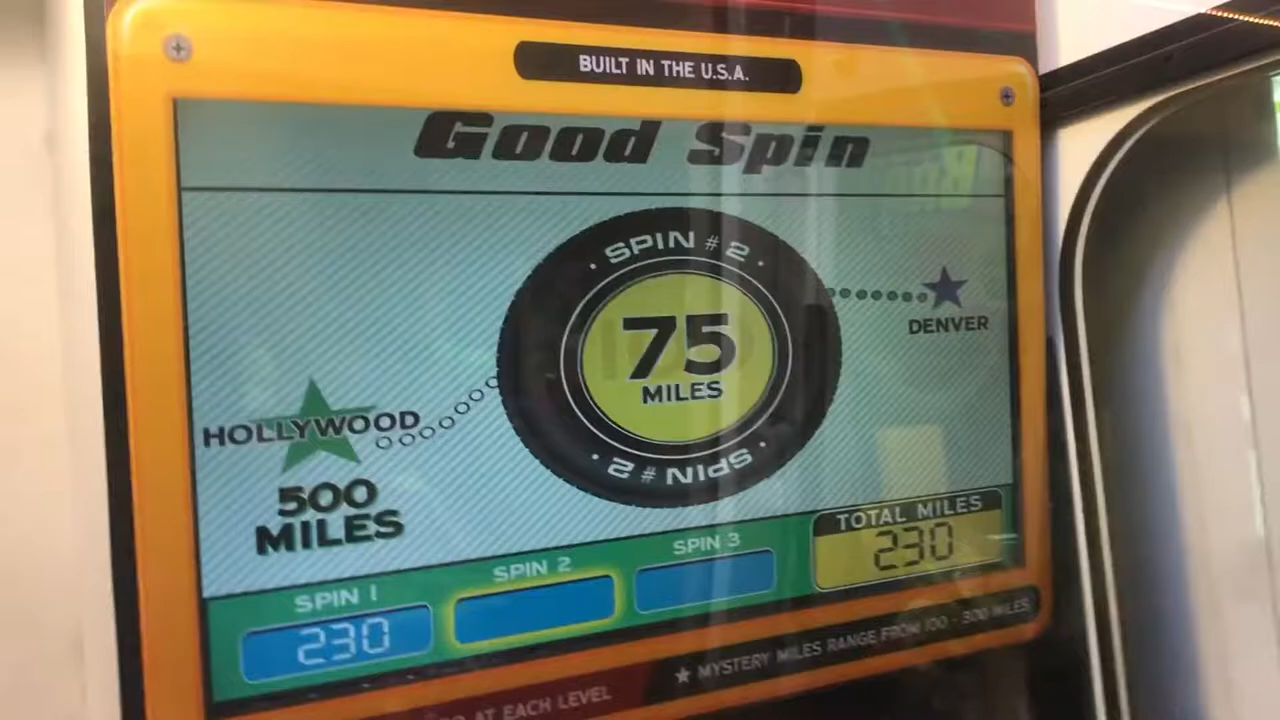 BUILT IN THE U.S.A.
Good Spin
SPIN # 2
75
MILES
SPIN # 2
DENVER
HOLLYWOOD
500
MILES
SPIN 1
230
SPIN 2
SPIN 3
TOTAL MILES
230
AT EACH LEVEL
★ MYSTERY MILES RANGE FROM 100 - 300 MILES